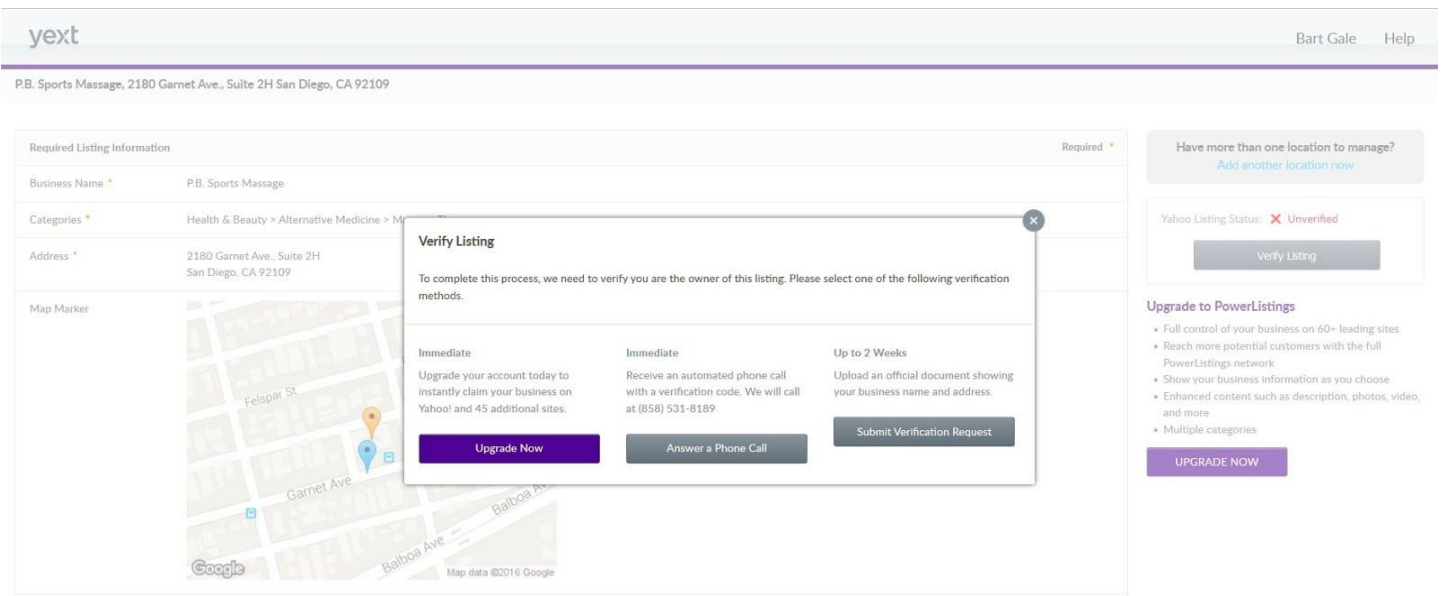 yext
Bart Gale Help
P.B. Sports Massage, 2180 Garnet Ave., Suite 2H San Diego, CA 92109
Required Listing Information Required *
Business Name * P.B. Sports Massage
Categories * Health & Beauty > Alternative Medicine >
Address * 2180 Garnet Ave., Suite 2H
San Diego, CA 92109
Map Marker
Felspar St
Garnet Ave
Balboa
Balboa Ave
Google
Map data ©2016 Google
Verify Listing
To complete this process, we need to verify you are the owner of this listing. Please select one of the following verification
methods.
Immediate
Upgrade your account today to
instantly claim your business on
Yahoo! and 45 additional sites.
Upgrade Now
Immediate
Receive an automated phone call
with a verification code. We will call
at (858) 531-8189
Answer a Phone Call
Up to 2 Weeks
Upload an official document showing
your business name and address.
Submit Verification Request
Have more than one location to manage?
Add another location now
Yahoo Listing Status: Unverified
Verify Listing
Upgrade to PowerListings
• Full control of your business on 60+ leading sites
• Reach more potential customers with the full
PowerListings network
• Show your business information as you choose
• Enhanced content such as description, photos, video,
and more
• Multiple categories
UPGRADE NOW